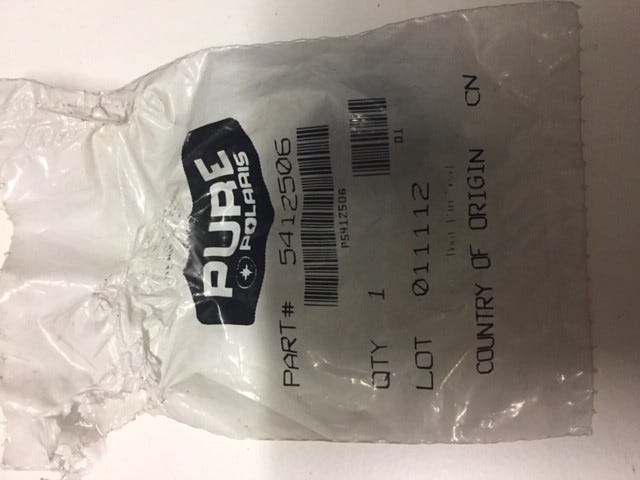 PURE
POLARIS
PART# 5412506
P5412506
QTY 1
01
LOT 011112
COUNTRY OF ORIGIN CN